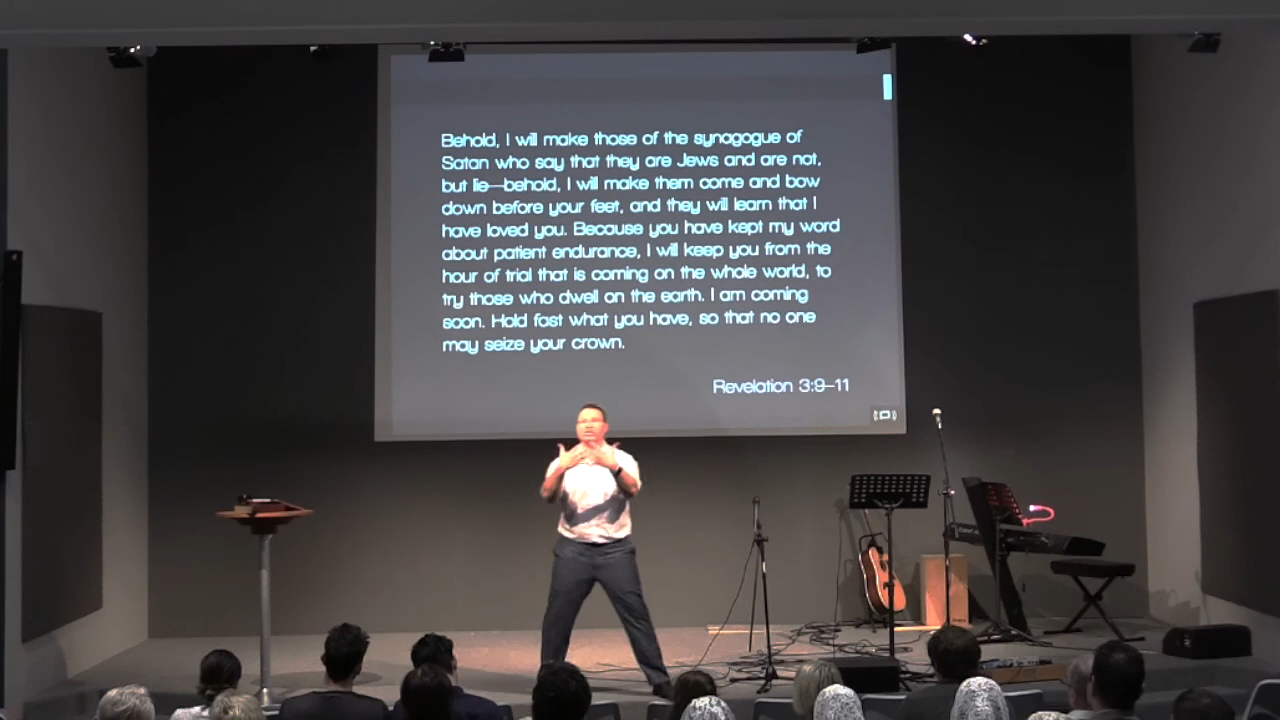 Behold, I will make those of the synagogue of
Satan who say that they are Jews and are not,
but lie—behold, I will make them come and bow
down before your feet, and they will learn that I
have loved you. Because you have kept my word
about patient endurance, I will keep you from the
hour of trial that is coming on the whole world, to
try those who dwell on the earth. I am coming
soon. Hold fast what you have, so that no one
may seize your crown.
Revelation 3:9–11